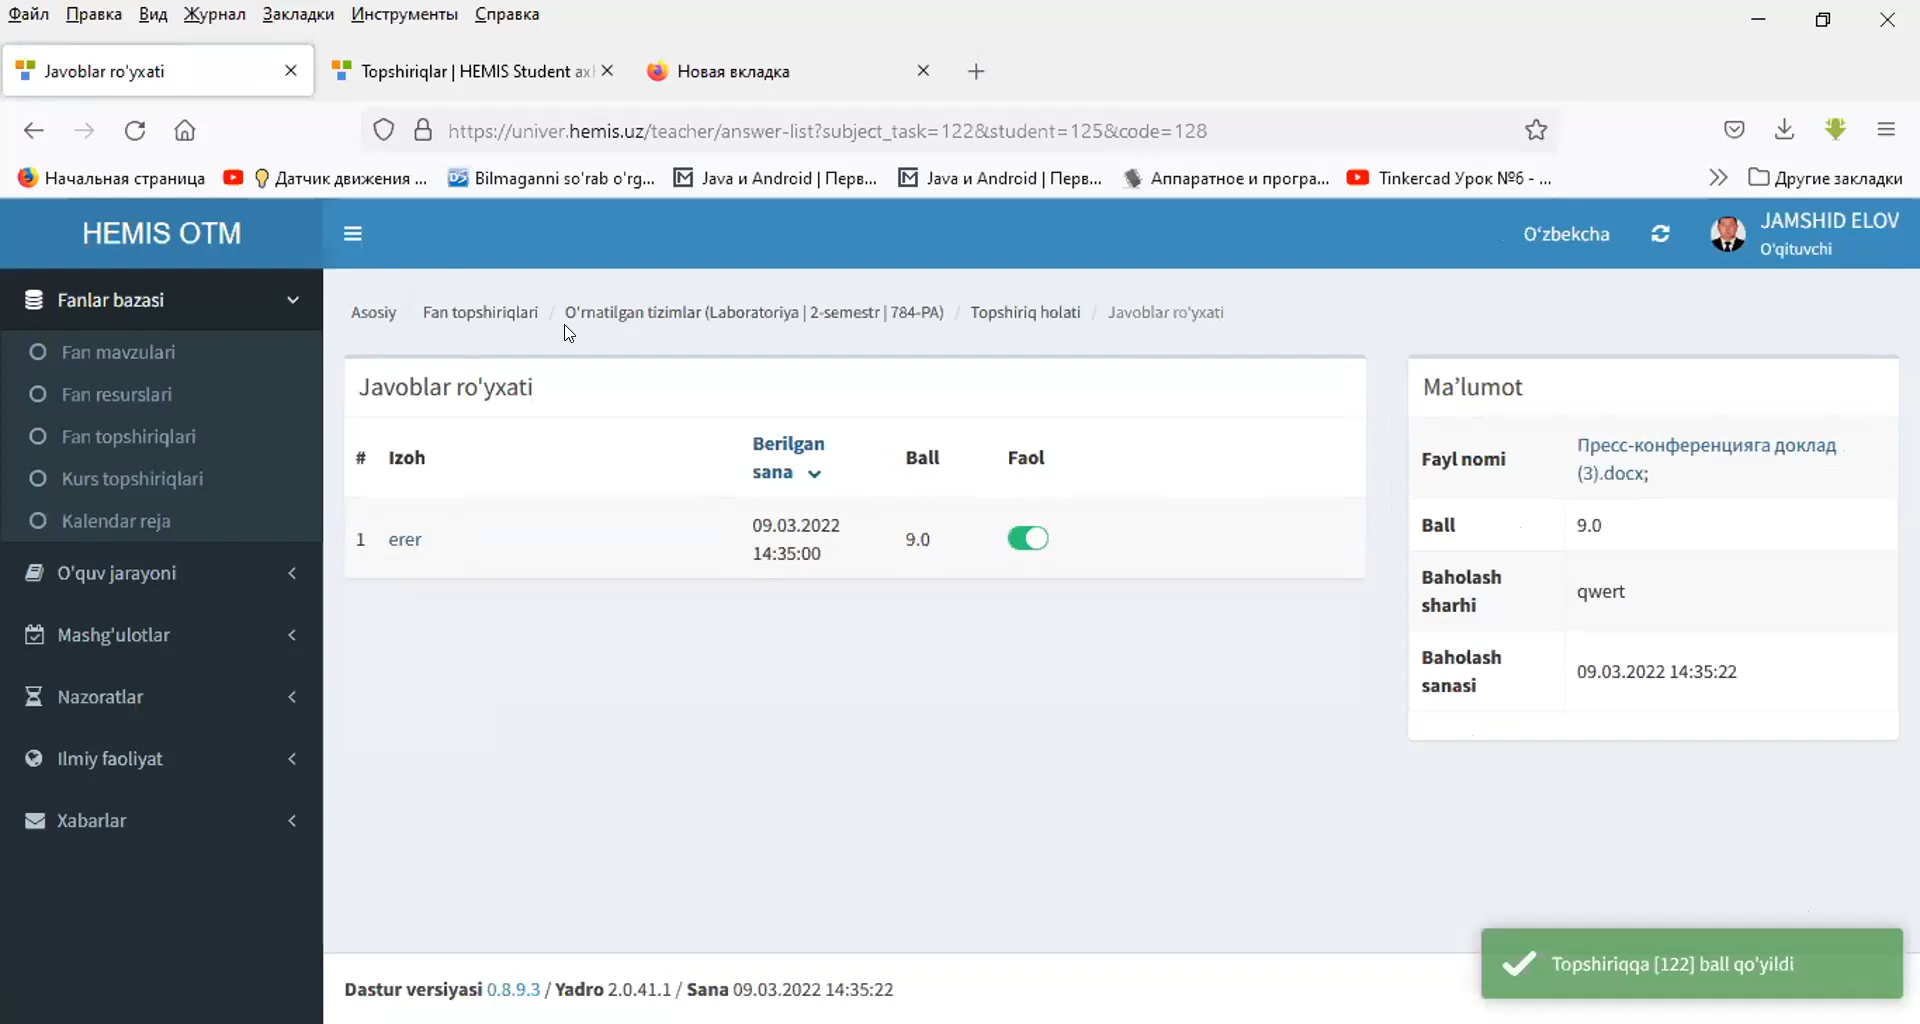 Файл Правка Вид Журнал Закладки Инструменты Справка
Javoblar ro'yxati
Topshiriqlar | HEMIS Student ax
Новая вкладка
https://univer.hemis.uz/teacher/answer-list?subject_task=122&student=125&code=128
Начальная страница
Датчик движения ...
Bilmaganni so'rab o'rg...
Java и Android | Перв...
Java и Android | Перв...
Аппаратное и програ...
Tinkercad Урок №6 - ...
Другие закладки
HEMIS OTM
O'zbekcha
JAMSHID ELOV
O'qituvchi
Fanlar bazasi
Fan mavzulari
Fan resurslari
Fan topshiriqlari
Kurs topshiriqlari
Kalendar reja
O'quv jarayoni
Mashg'ulotlar
Nazoratlar
Ilmiy faoliyat
Xabarlar
Asosiy / Fan topshiriqlari / O'rnatilgan tizimlar (Laboratoriya | 2-semestr | 784-PA) / Topshiriq holati / Javoblar ro'yxati
Javoblar ro'yxati
# Izoh Berilgan sana Ball Faol
1 erer 09.03.2022 14:35:00 9.0
Ma’lumot
Fayl nomi Пресс-конференцияга доклад
(3).docx;
Ball 9.0
Baholash sharhi qwert
Baholash sanasi 09.03.2022 14:35:22
Topshiriqqa [122] ball qo'yildi
Dastur versiyasi 0.8.9.3 / Yadro 2.0.41.1 / Sana 09.03.2022 14:35:22